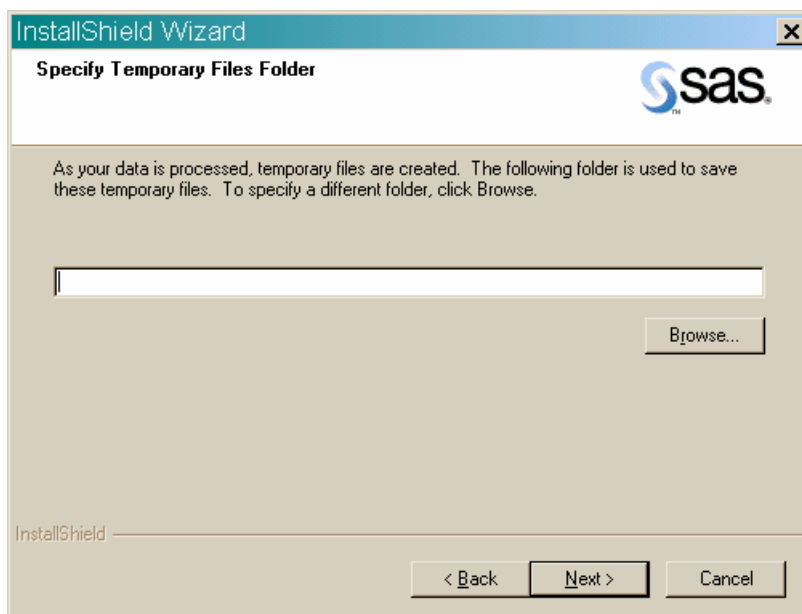 InstallShield Wizard
Specify Temporary Files Folder
sas®
TM
As your data is processed, temporary files are created. The following folder is used to save
these temporary files. To specify a different folder, click Browse.
Browse...
InstallShield
< Back
Next >
Cancel